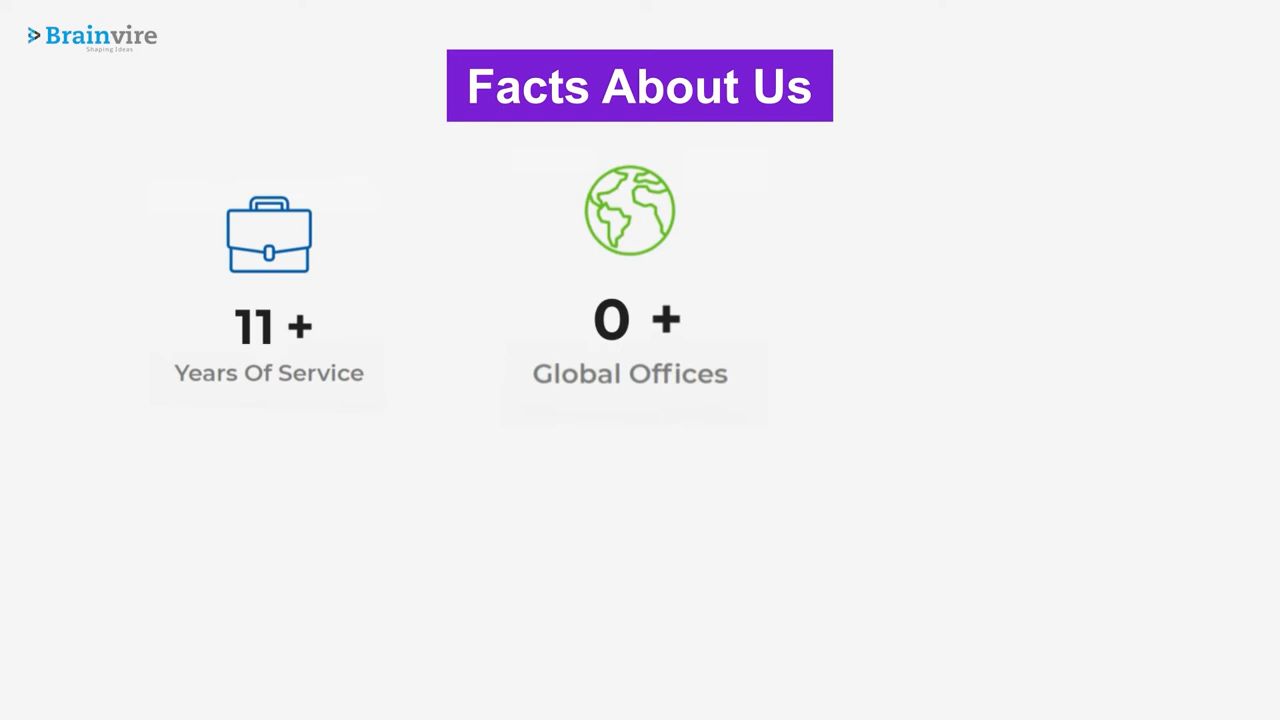 Brainvire
Shaping Ideas
Facts About Us
11 +
Years Of Service
0 +
Global Offices